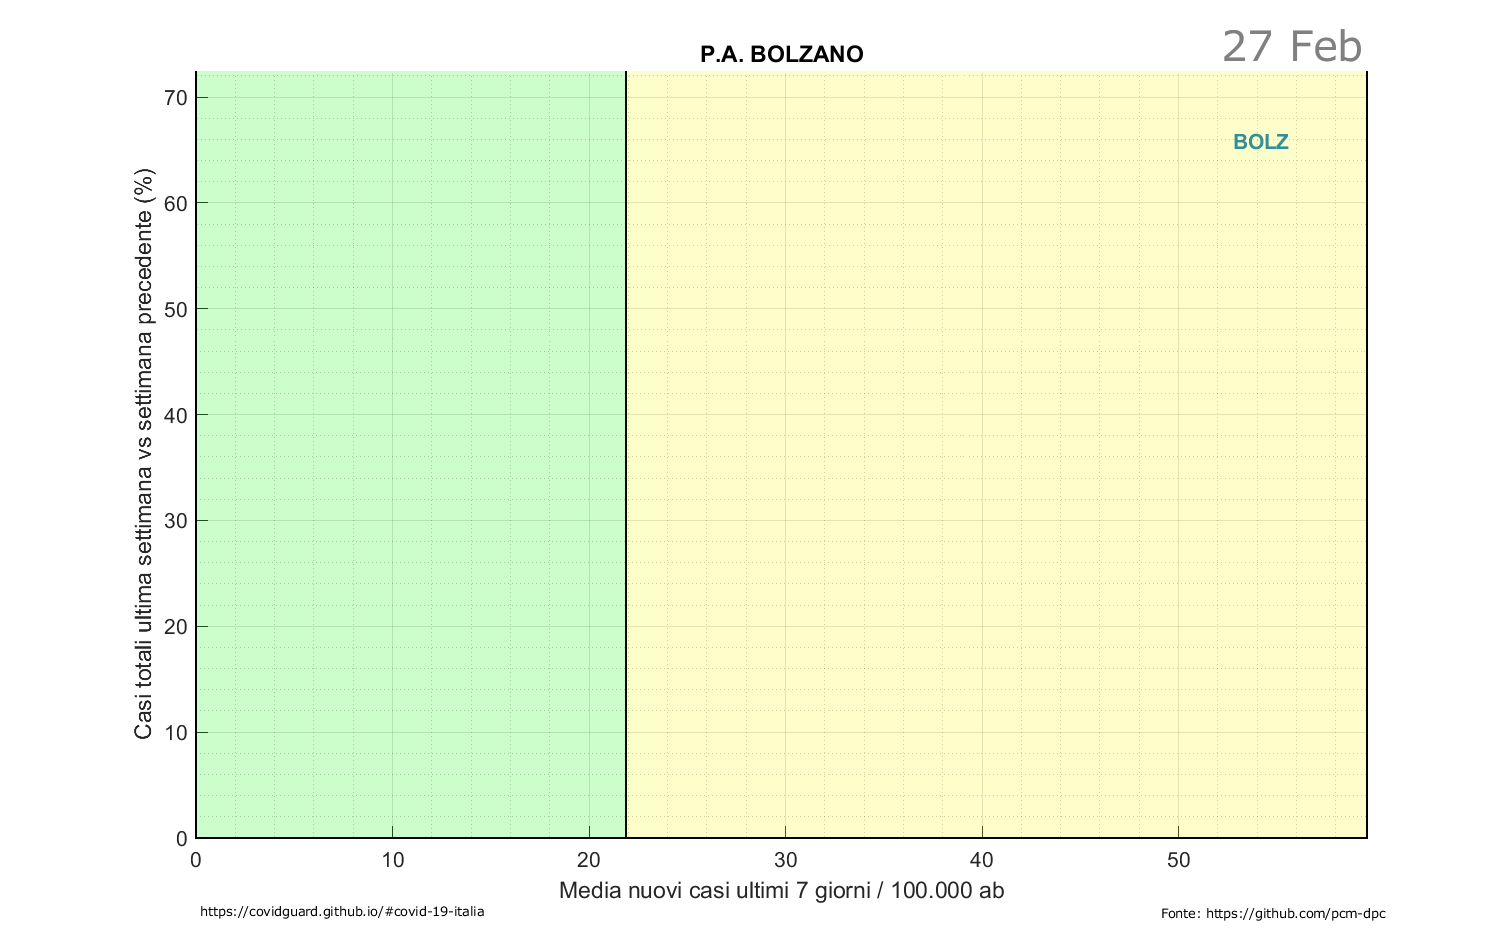 27 Feb
P.A. BOLZANO
70
BOLZ
60
50
40
30
20
10
0
Casi totali ultima settimana vs settimana precedente (%)
0 10 20 30 40 50
Media nuovi casi ultimi 7 giorni / 100.000 ab
https://covidguard.github.io/#covid-19-italia
Fonte: https://github.com/pcm-dpc